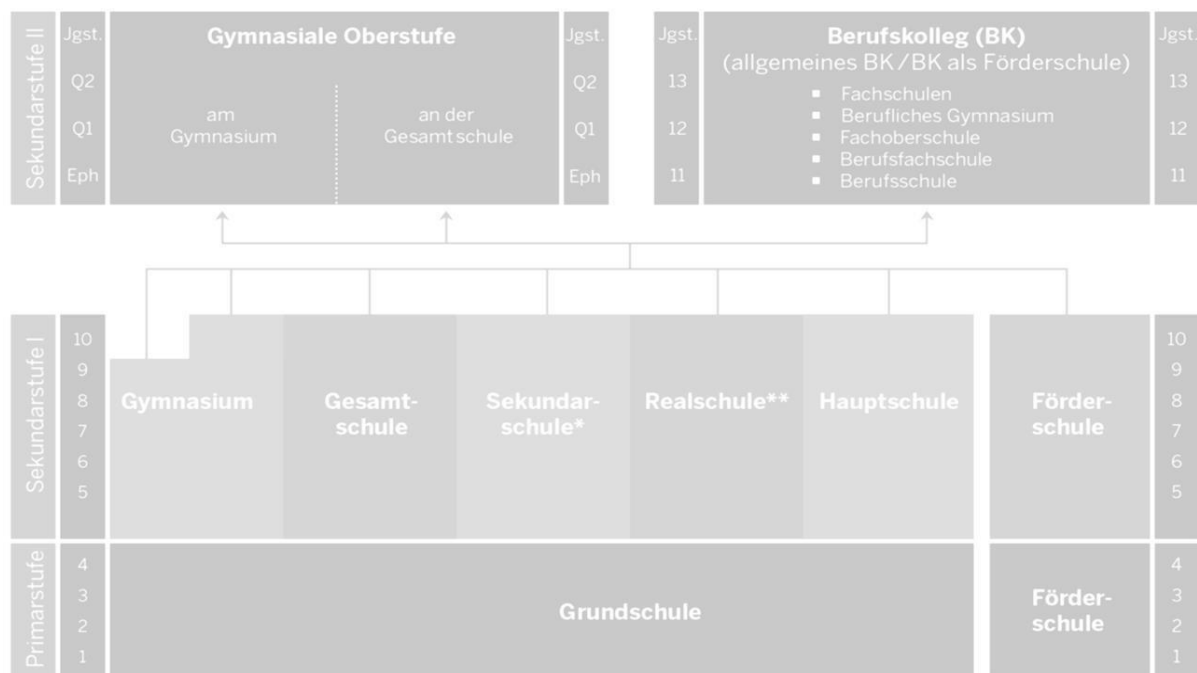 Sekundarstufe II
Jgst.
Q2
Q1
Eph
Gymnasiale Oberstufe
am
Gymnasium
an der
Gesamtschule
Jgst.
Q2
Q1
Eph
Jgst.
13
12
11
Berufskolleg (BK)
(allgemeines BK/BK als Förderschule)
▪ Fachschulen
▪ Berufliches Gymnasium
▪ Fachoberschule
▪ Berufsfachschule
▪ Berufsschule
Jgst.
13
12
11
Sekundarstufe I
10
9
8
7
6
5
Gymnasium
Gesamt-
schule
Sekundar-
schule*
Realschule**
Hauptschule
Förder-
schule
10
9
8
7
6
5
Primarstufe
4
3
2
1
Grundschule
Förder-
schule
4
3
2
1